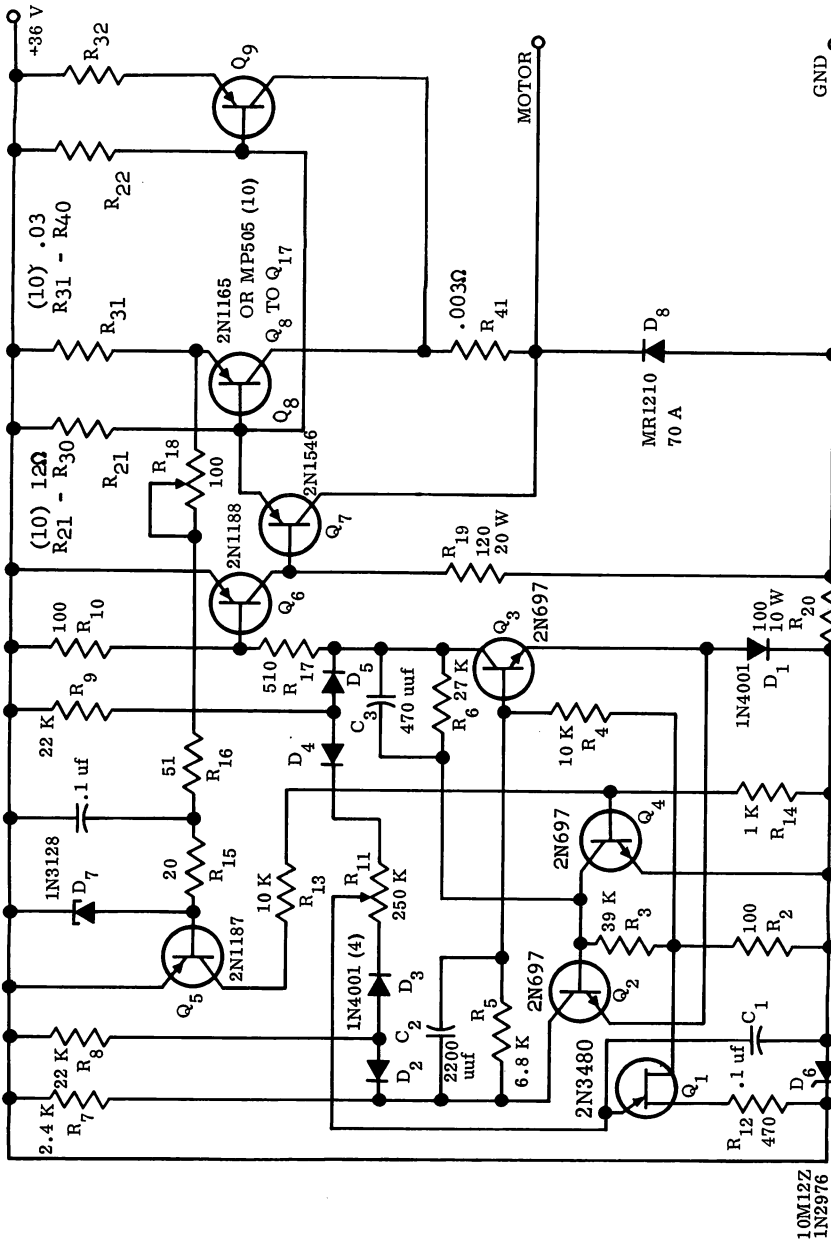 +36 V
R32
Q9
R22
(10) .03
R31 - R40
R31
2N1165
OR MP505 (10)
Q8 TO Q17
Q8
.003Ω
R41
MOTOR
D8
MR1210
70 A
GND
(10) 12Ω
R21 - R30
R21
R18
100
2N1546
Q7
2N1188
Q6
R19
120
20 W
100
R10
510
R17
R9
22 K
D5
D4
C3
470 uuf
R6
27 K
Q3
2N697
10 K
R4
1N4001
D1
100
10 W
R20
51
R16
.1 uf
20
R15
1N3128
D7
2N1187
Q5
10 K
R13
R11
250 K
1N4001 (4)
D3
D2
2N697
Q4
1 K
R14
39 K
R3
2N697
Q2
100
R2
C2
2200
uuf
R5
6.8 K
22 K
R8
2.4 K
R7
2N3480
Q1
.1 uf
C1
R12
470
D6
10M12Z
1N2976